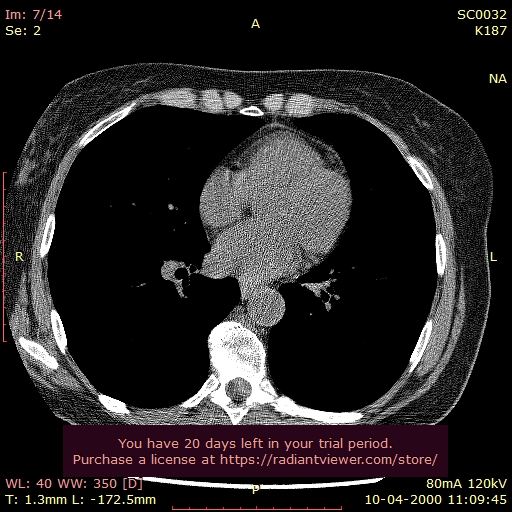 Im: 7/14
Se: 2
A
SC0032
K187
NA
R
L
You have 20 days left in your trial period.
Purchase a license at https://radiantviewer.com/store/
WL: 40 WW: 350 [D]
T: 1.3mm L: -172.5mm
P
80mA 120kV
10-04-2000 11:09:45